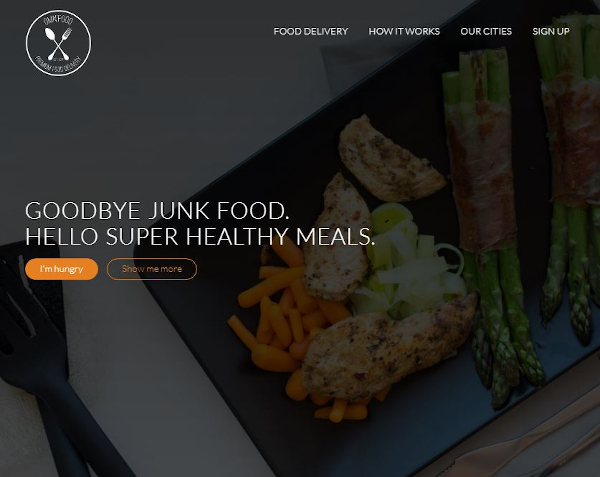 OMNIFOOD
PREMIUM FOOD DELIVERY
FOOD DELIVERY
HOW IT WORKS
OUR CITIES
SIGN UP
GOODBYE JUNK FOOD.
HELLO SUPER HEALTHY MEALS.
I'm hungry
Show me more